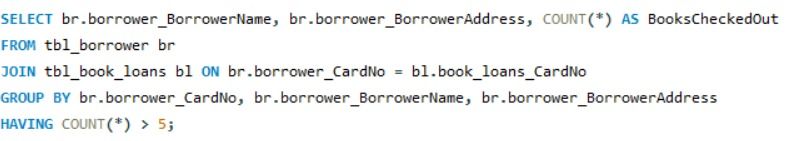 SELECT br.borrower_BorrowerName, br.borrower_BorrowerAddress, COUNT(*) AS BooksCheckedOut
FROM tbl_borrower br
JOIN tbl_book_loans bl ON br.borrower_CardNo = bl.book_loans_CardNo
GROUP BY br.borrower_CardNo, br.borrower_BorrowerName, br.borrower_BorrowerAddress
HAVING COUNT(*) > 5;